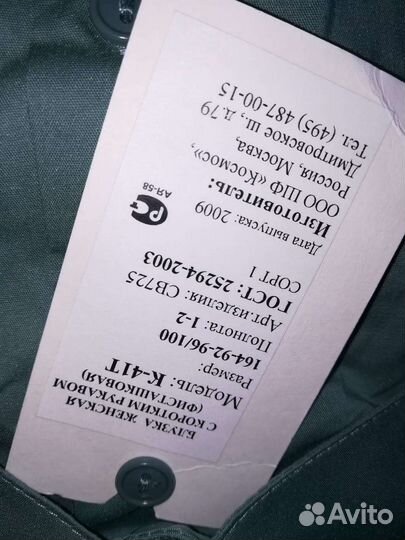 БЛУЗКА ЖЕНСКАЯ
С КОРОТКИМ РУКАВОМ
(ФИСТАШКОВАЯ)
Модель: К-41Т
Размер:
164-92-96/100
Полнота: 1-2
Арт.изделия: СВ725
ГОСТ: 25294-2003
СОРТ 1
РСТ
АЯ-58
Дата выпуска: 2009
Изготовитель:
ООО ШФ «Космос»,
Россия, Москва,
Дмитровское ш, д.79
Тел. (495) 487-00-15
Avito